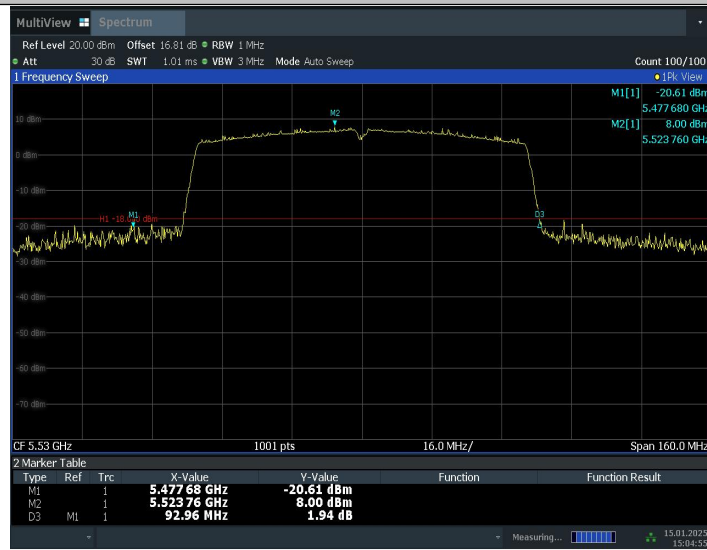 MultiView Spectrum
Ref Level 20.00 dBm Offset 16.81 dB RBW 1 MHz
Att 30 dB SWT 1.01 ms VBW 3 MHz Mode Auto Sweep Count 100/100
1 Frequency Sweep 1Pk View
M1[1] -20.61 dBm
5.477 680 GHz
M2[1] 8.00 dBm
5.523 760 GHz
M2
10 dBm
0 dBm
-10 dBm
H1 M1 dBm
D3
-20 dBm
-30 dBm
-40 dBm
-50 dBm
-60 dBm
-70 dBm
CF 5.53 GHz 1001 pts 16.0 MHz/ Span 160.0 MHz
2 Marker Table
Type Ref Trc X-Value Y-Value Function Function Result
M1 1 5.477 68 GHz -20.61 dBm
M2 1 5.523 76 GHz 8.00 dBm
D3 M1 1 92.96 MHz 1.94 dB
Measuring... 15.01.2025
15:04:55